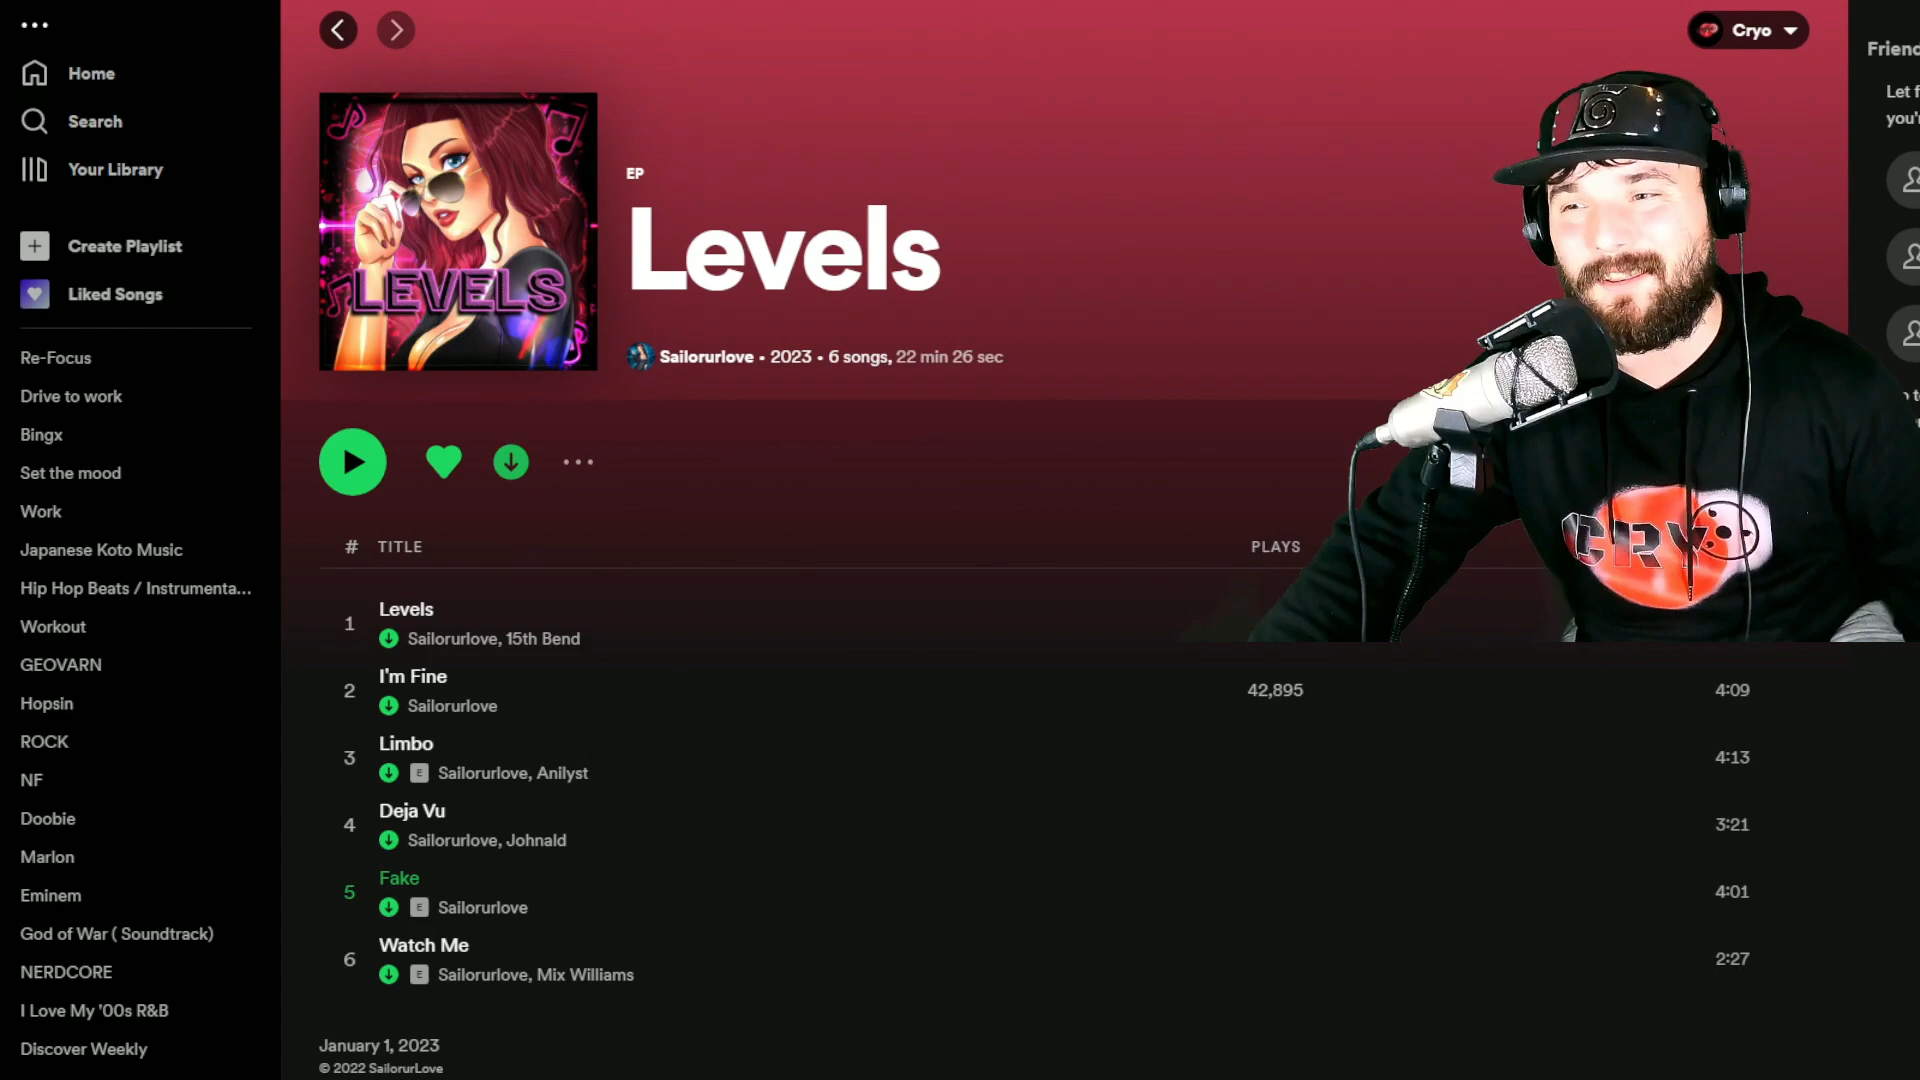 Home
Search
Your Library
Create Playlist
Liked Songs
Re-Focus
Drive to work
Bingx
Set the mood
Work
Japanese Koto Music
Hip Hop Beats / Instrumenta...
Workout
GEOVARN
Hopsin
ROCK
NF
Doobie
Marlon
Eminem
God of War ( Soundtrack)
NERDCORE
I Love My '00s R&B
Discover Weekly
Cryo
LEVELS
EP
Levels
Sailorurlove • 2023 • 6 songs, 22 min 26 sec
# TITLE PLAYS
1 Levels
Sailorurlove, 15th Bend
2 I'm Fine 42,895 4:09
Sailorurlove
3 Limbo 4:13
E Sailorurlove, Anilyst
4 Deja Vu 3:21
Sailorurlove, Johnald
5 Fake 4:01
E Sailorurlove
6 Watch Me 2:27
E Sailorurlove, Mix Williams
January 1, 2023
© 2022 SailorurLove
CRYO
Let